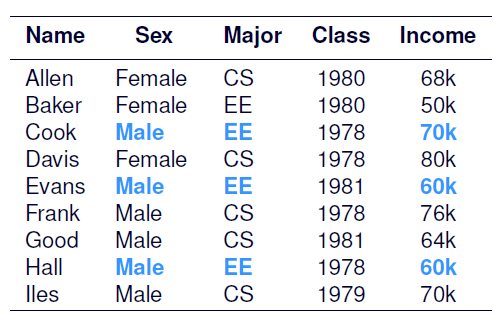 Name Sex Major Class Income
Allen Female CS 1980 68k
Baker Female EE 1980 50k
Cook Male EE 1978 70k
Davis Female CS 1978 80k
Evans Male EE 1981 60k
Frank Male CS 1978 76k
Good Male CS 1981 64k
Hall Male EE 1978 60k
Iles Male CS 1979 70k